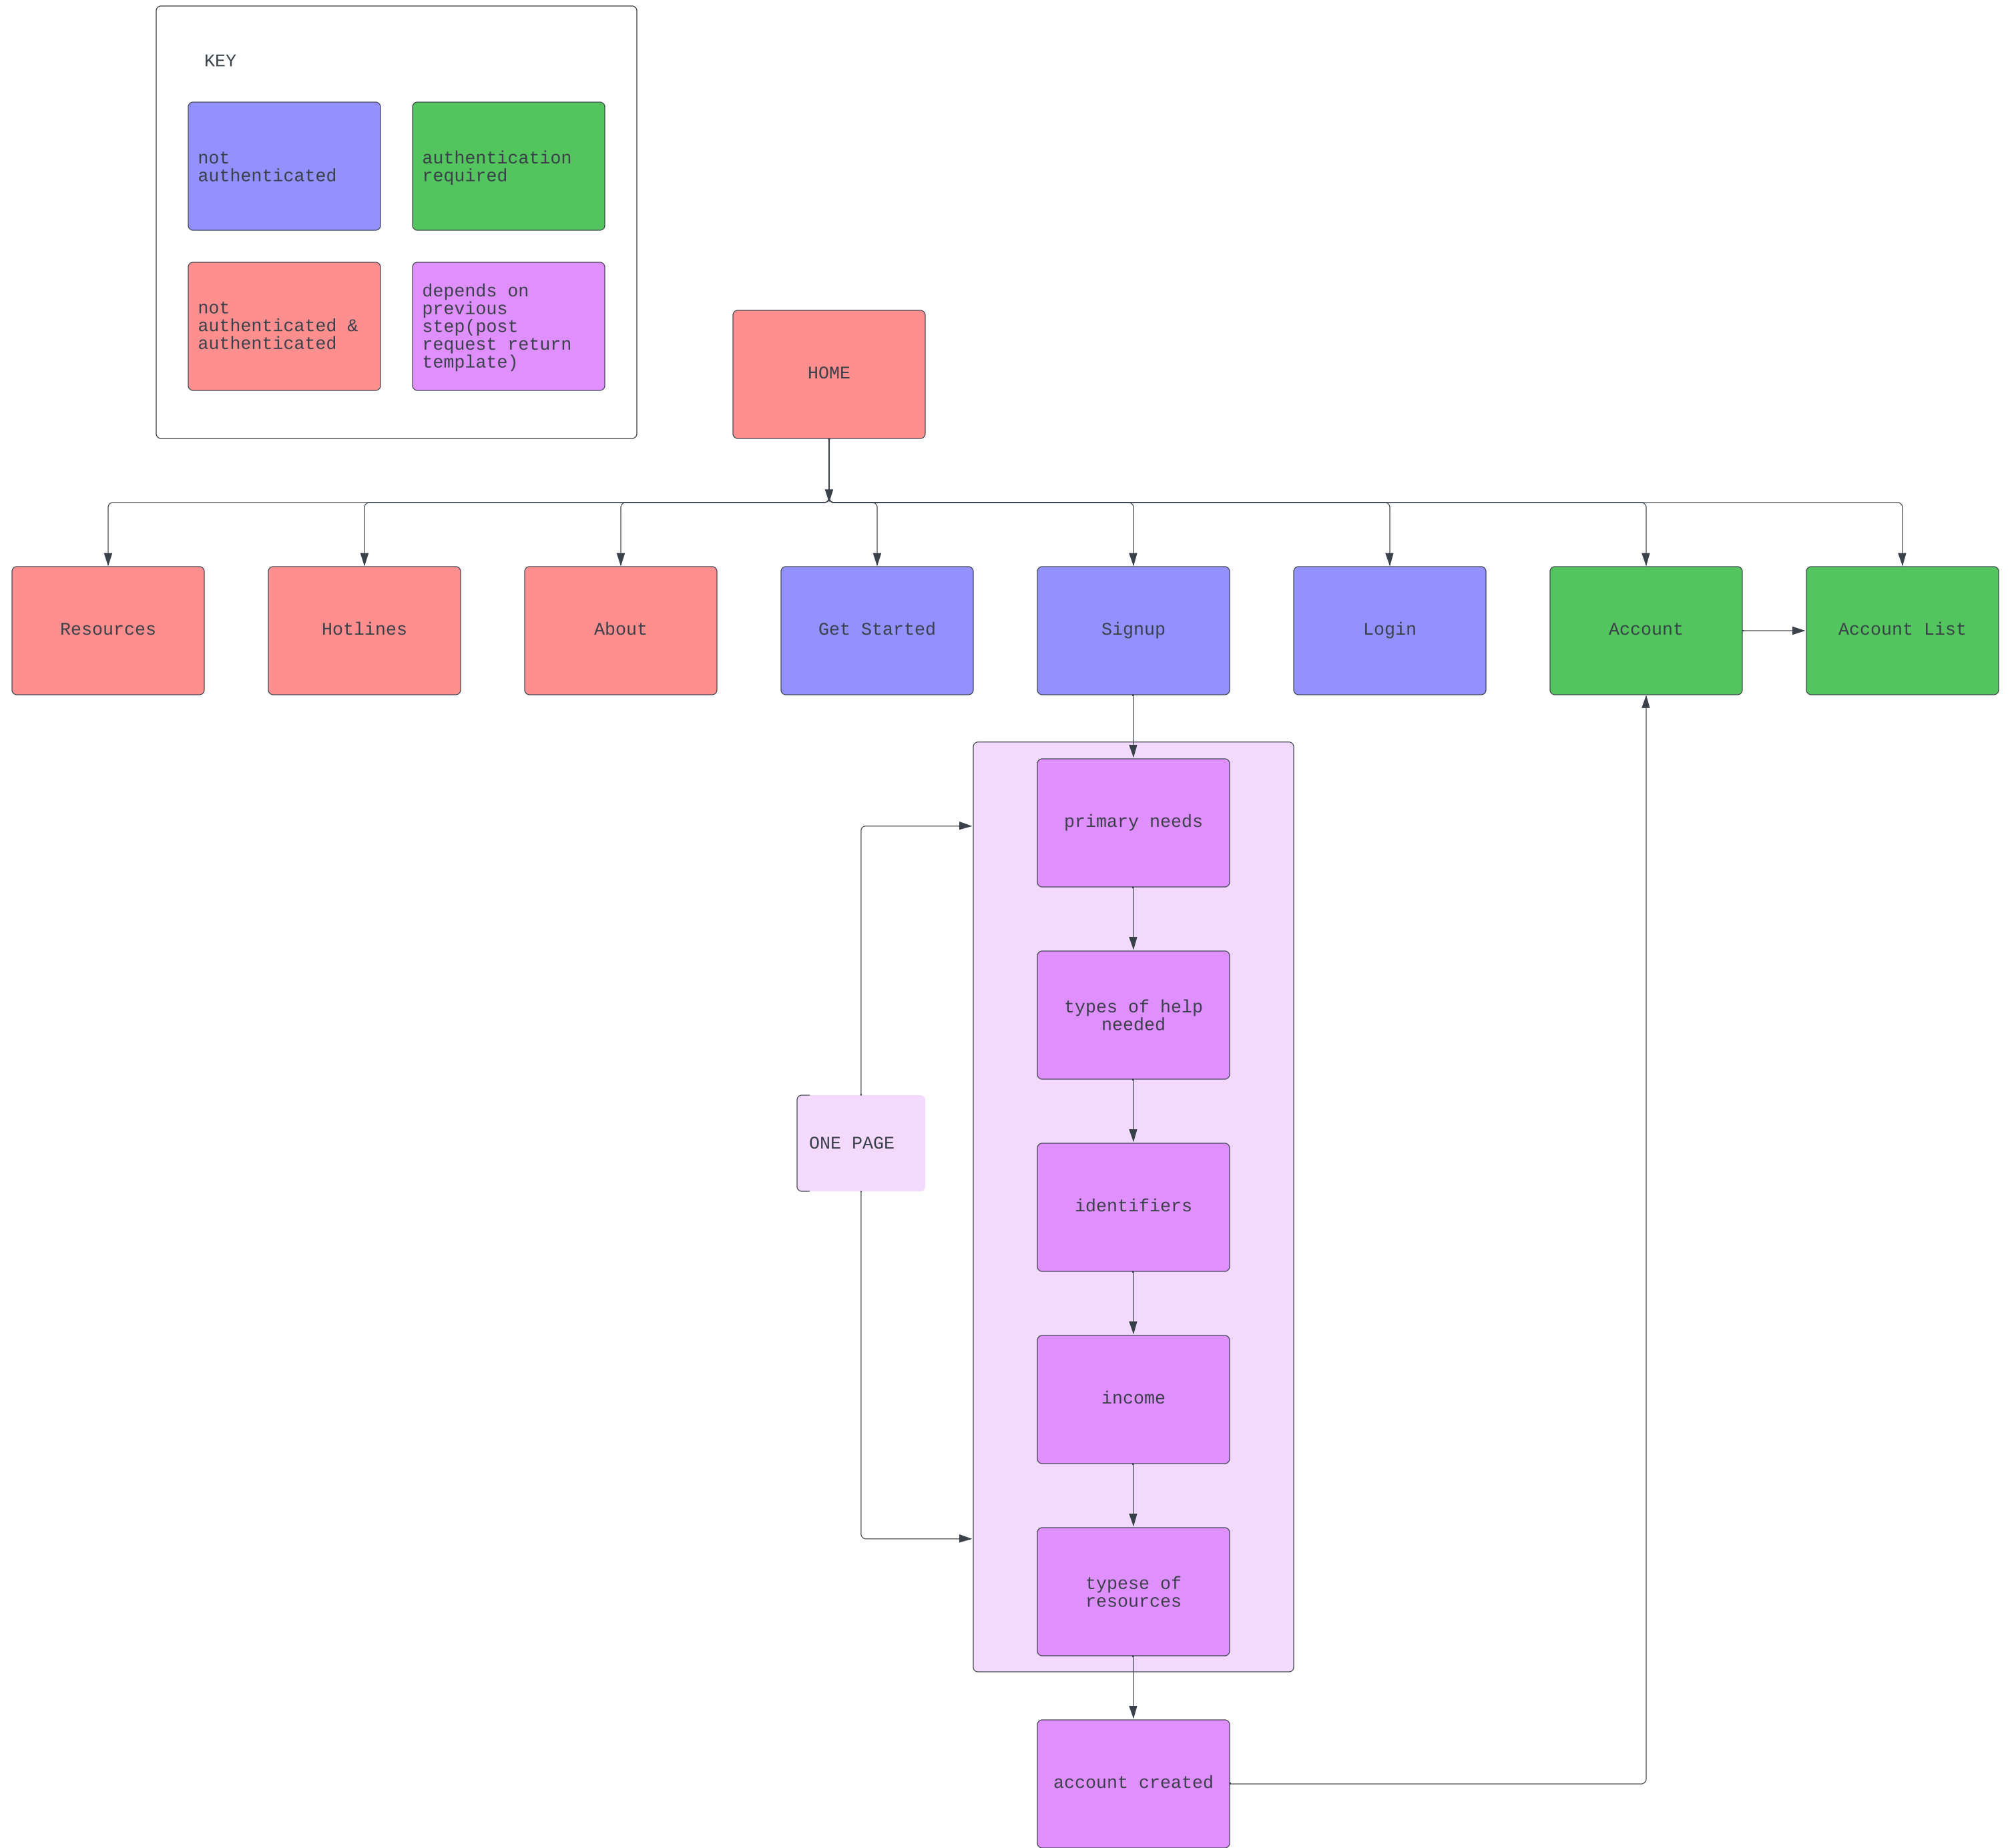 KEY
not
authenticated
authentication
required
not
authenticated &
authenticated
depends on
previous
step(post
request return
template)
HOME
Resources
Hotlines
About
Get Started
Signup
Login
Account
Account List
primary needs
types of help
needed
ONE PAGE
identifiers
income
typese of
resources
account created